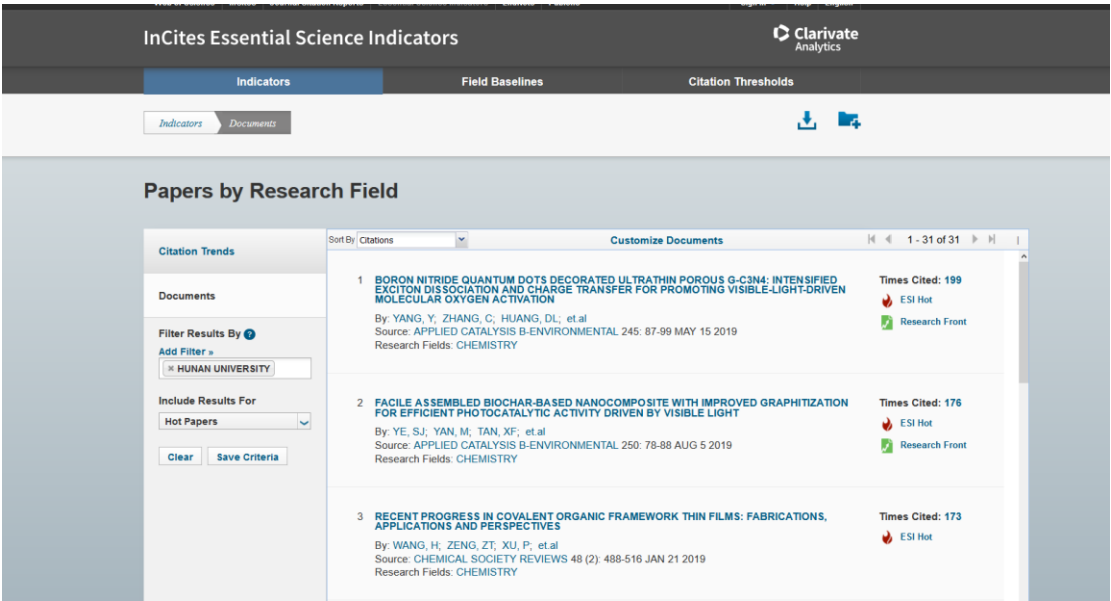 InCites Essential Science Indicators
Clarivate
Analytics
Indicators
Field Baselines
Citation Thresholds
Indicators
Documents
Papers by Research Field
Citation Trends
Documents
Filter Results By ?
Add Filter »
× HUNAN UNIVERSITY
Include Results For
Hot Papers
Clear
Save Criteria
Sort By Citations
Customize Documents
1 - 31 of 31
1 BORON NITRIDE QUANTUM DOTS DECORATED ULTRATHIN POROUS G-C3N4: INTENSIFIED
EXCITON DISSOCIATION AND CHARGE TRANSFER FOR PROMOTING VISIBLE-LIGHT-DRIVEN
MOLECULAR OXYGEN ACTIVATION
By: YANG, Y; ZHANG, C; HUANG, DL; et.al
Source: APPLIED CATALYSIS B-ENVIRONMENTAL 245: 87-99 MAY 15 2019
Research Fields: CHEMISTRY
Times Cited: 199
ESI Hot
Research Front
2 FACILE ASSEMBLED BIOCHAR-BASED NANOCOMPOSITE WITH IMPROVED GRAPHITIZATION
FOR EFFICIENT PHOTOCATALYTIC ACTIVITY DRIVEN BY VISIBLE LIGHT
By: YE, SJ; YAN, M; TAN, XF; et.al
Source: APPLIED CATALYSIS B-ENVIRONMENTAL 250: 78-88 AUG 5 2019
Research Fields: CHEMISTRY
Times Cited: 176
ESI Hot
Research Front
3 RECENT PROGRESS IN COVALENT ORGANIC FRAMEWORK THIN FILMS: FABRICATIONS,
APPLICATIONS AND PERSPECTIVES
By: WANG, H; ZENG, ZT; XU, P; et.al
Source: CHEMICAL SOCIETY REVIEWS 48 (2): 488-516 JAN 21 2019
Research Fields: CHEMISTRY
Times Cited: 173
ESI Hot